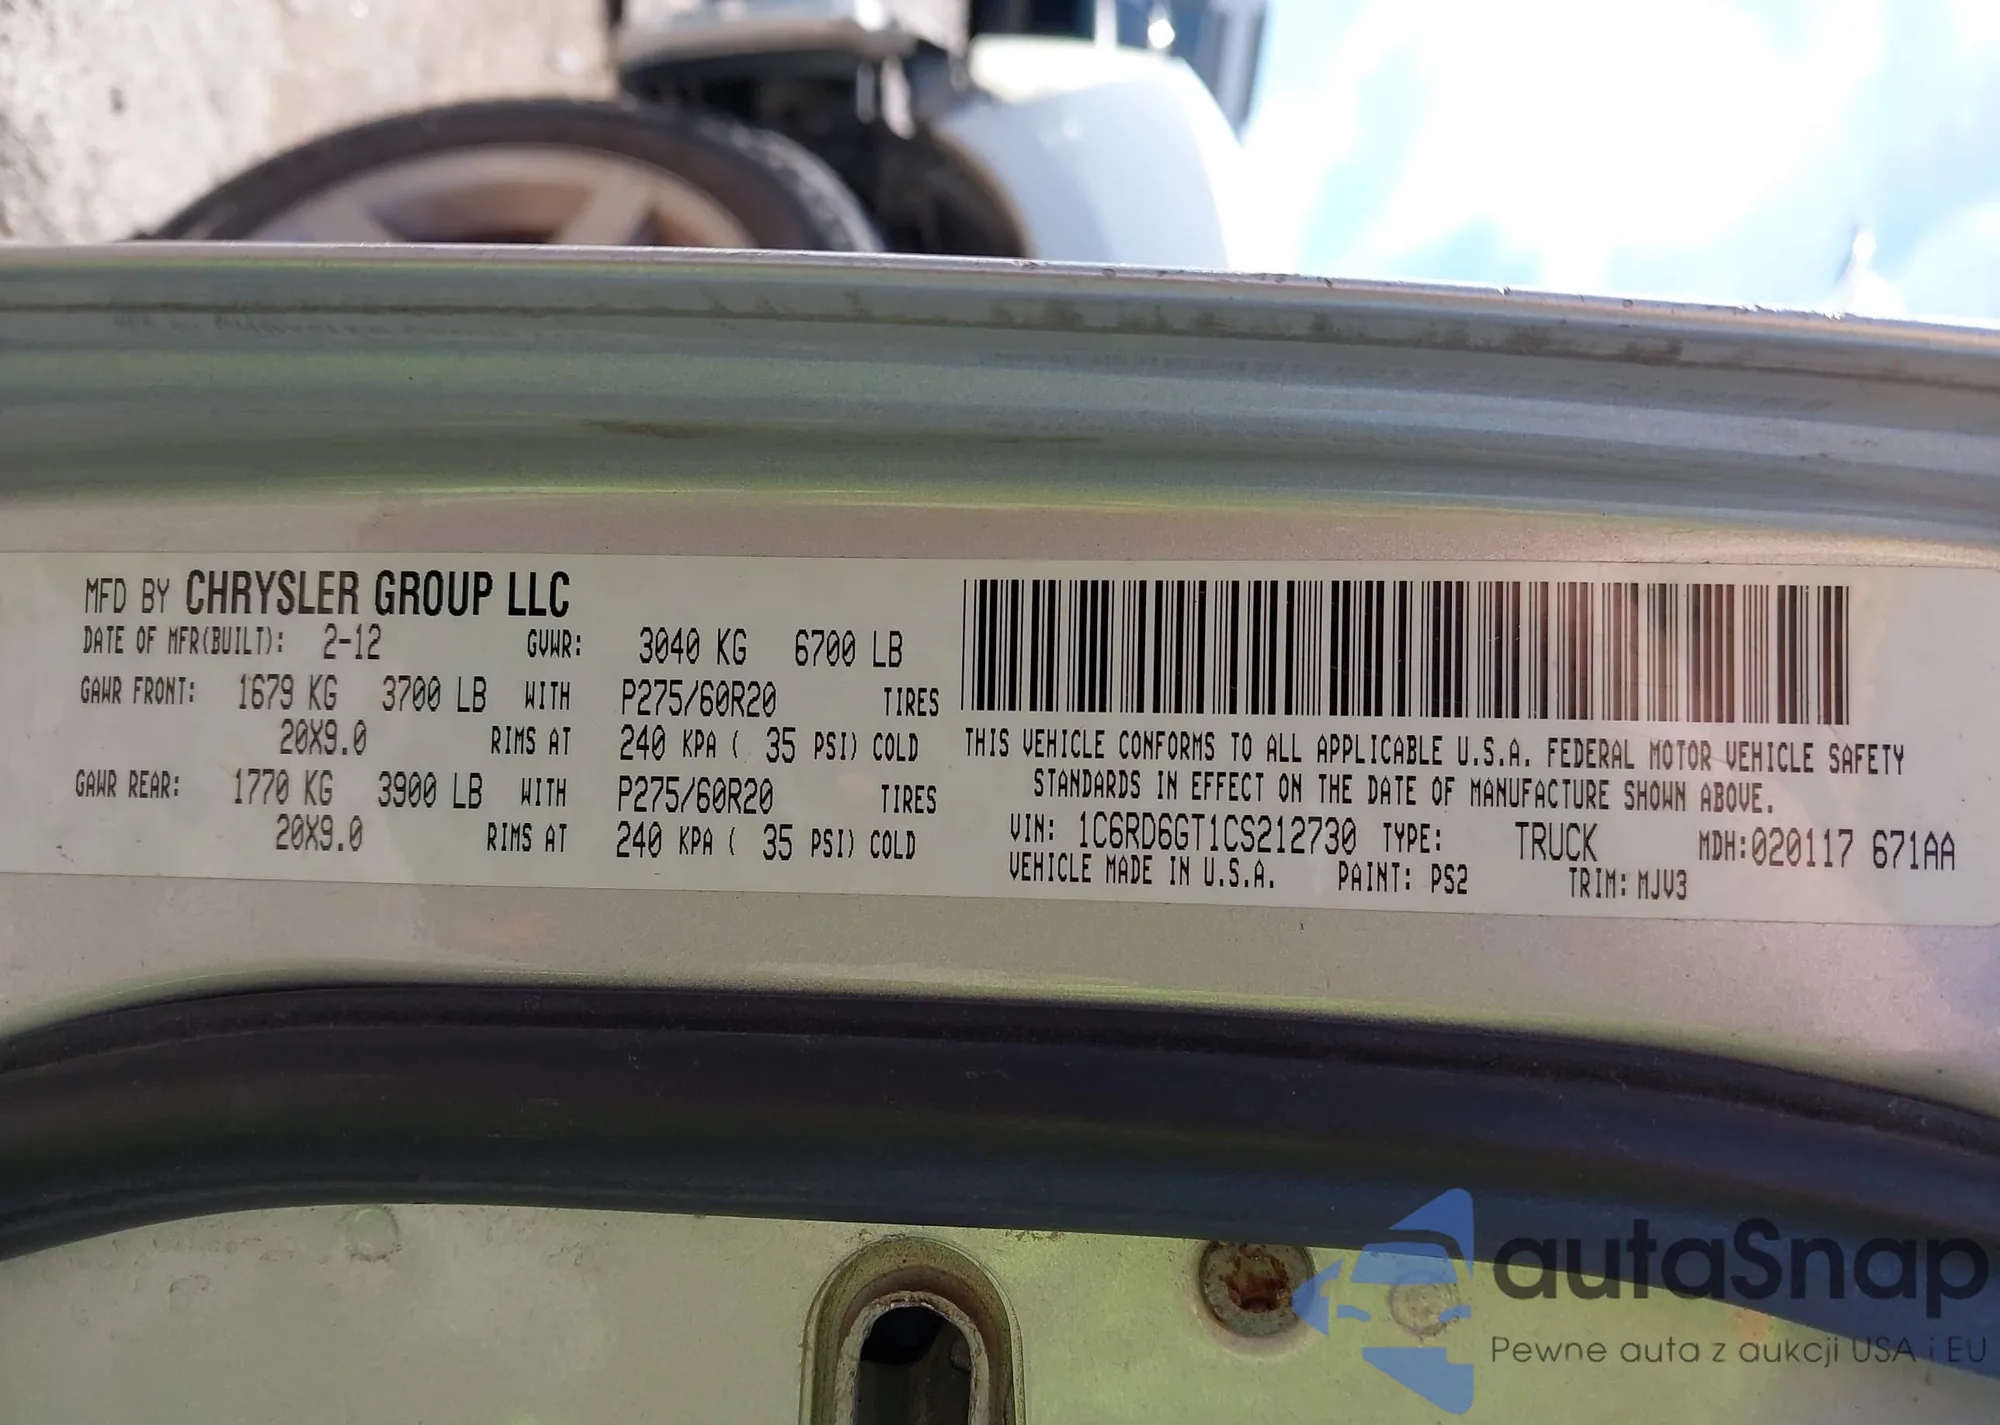 MFD BY CHRYSLER GROUP LLC
DATE OF MFR(BUILT): 2-12 GVWR: 3040 KG 6700 LB
GAWR FRONT: 1679 KG 3700 LB WITH P275/60R20 TIRES
20X9.0 RIMS AT 240 KPA ( 35 PSI) COLD
GAWR REAR: 1770 KG 3900 LB WITH P275/60R20 TIRES
20X9.0 RIMS AT 240 KPA ( 35 PSI) COLD
THIS VEHICLE CONFORMS TO ALL APPLICABLE U.S.A. FEDERAL MOTOR VEHICLE SAFETY
STANDARDS IN EFFECT ON THE DATE OF MANUFACTURE SHOWN ABOVE.
VIN: 1C6RD6GT1CS212730 TYPE: TRUCK MDH:020117 671AA
VEHICLE MADE IN U.S.A. PAINT: PS2 TRIM: MJV3
autaSnap
Pewne auta z aukcji USA i EU